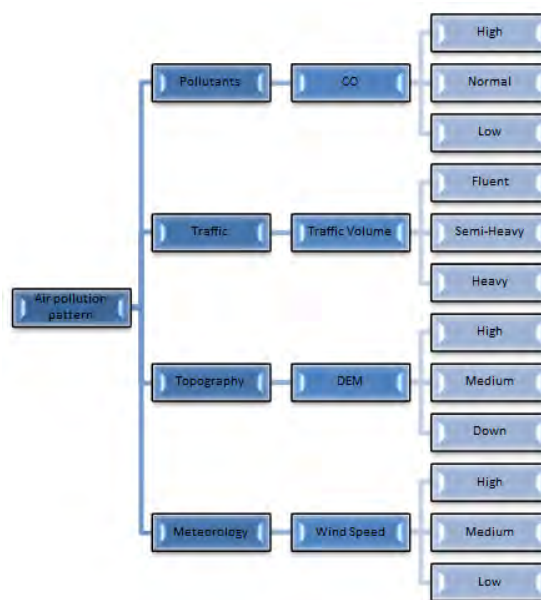 High
Pollutants
CO
Normal
Low
Fluent
Traffic
Traffic Volume
Semi-Heavy
Heavy
Air pollution
pattern
High
Topography
DEM
Medium
Down
High
Meteorology
Wind Speed
Medium
Low